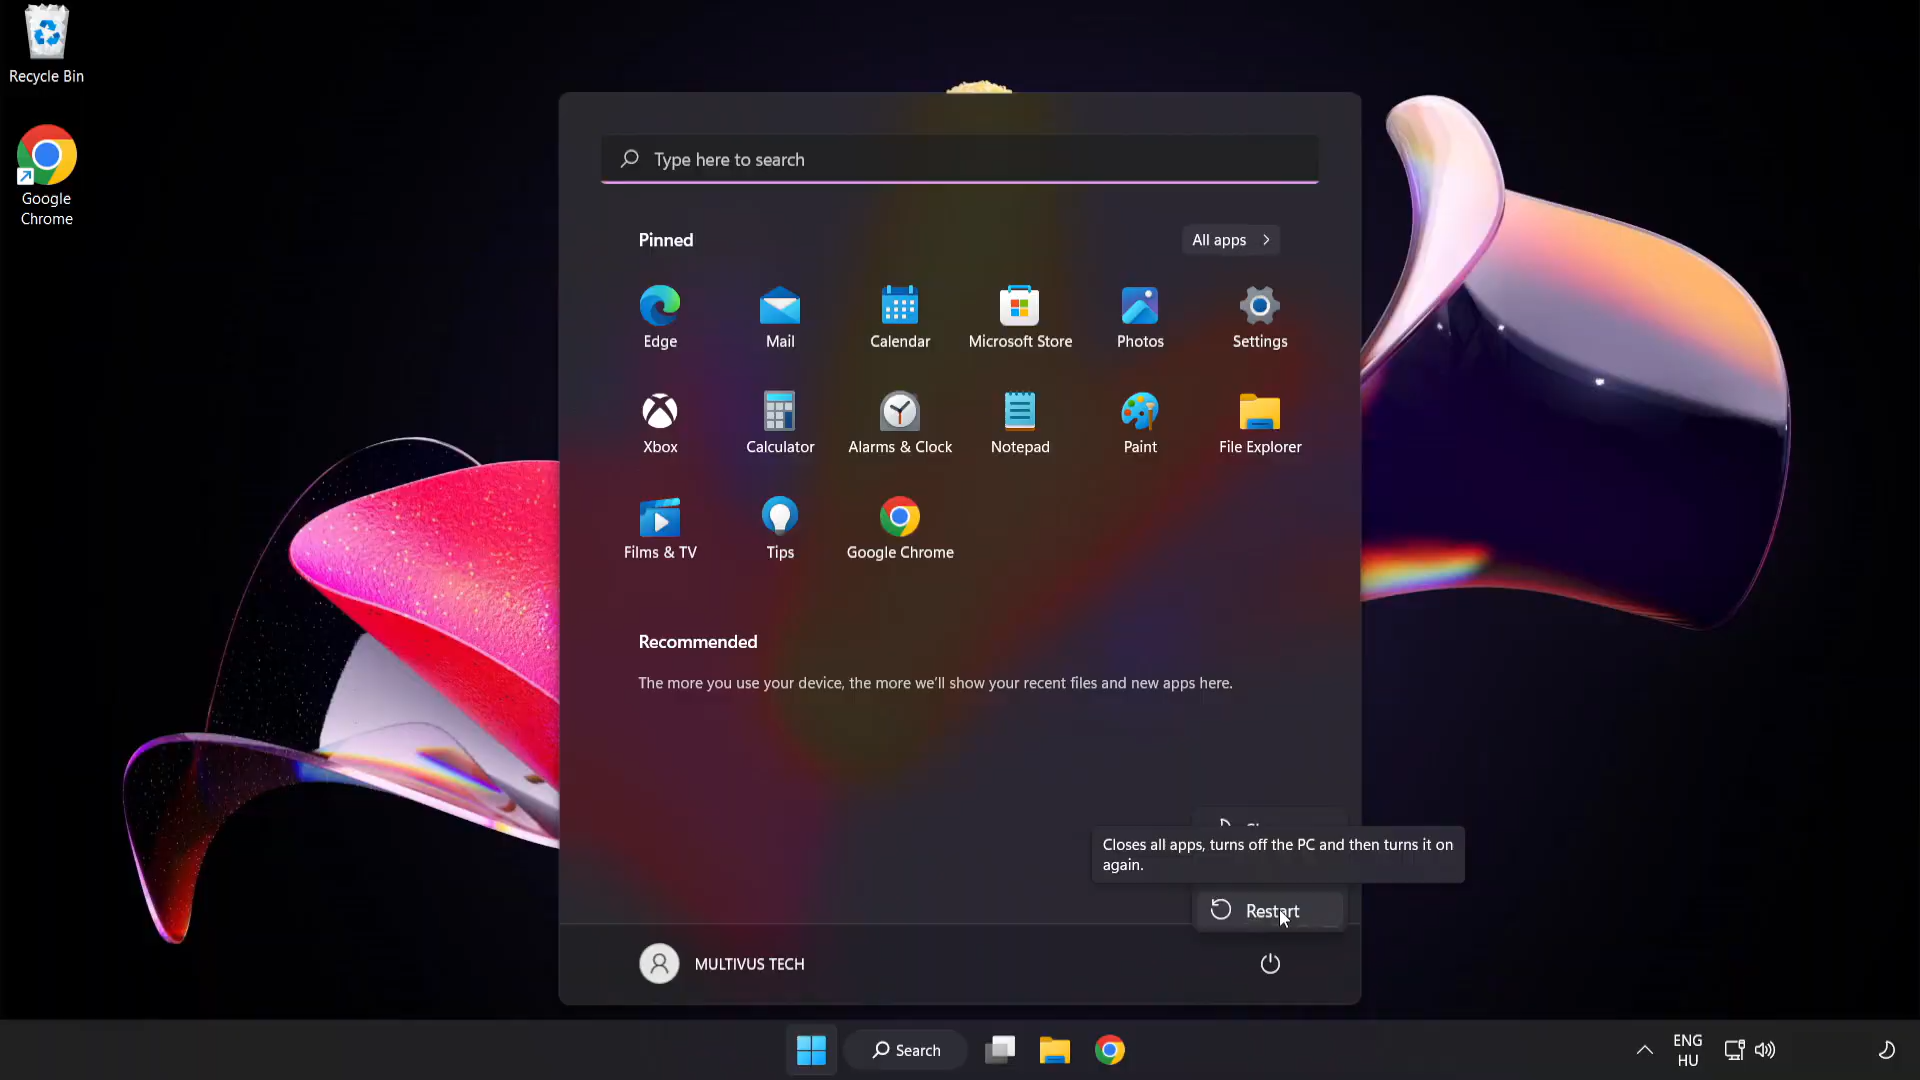 Recycle Bin
Google
Chrome
Type here to search
Pinned
All apps
Edge
Mail
Calendar
Microsoft Store
Photos
Settings
Xbox
Calculator
Alarms & Clock
Notepad
Paint
File Explorer
Films & TV
Tips
Google Chrome
Recommended
The more you use your device, the more we'll show your recent files and new apps here.
Closes all apps, turns off the PC and then turns it on
again.
Restart
MULTIVUS TECH
Search
ENG
HU